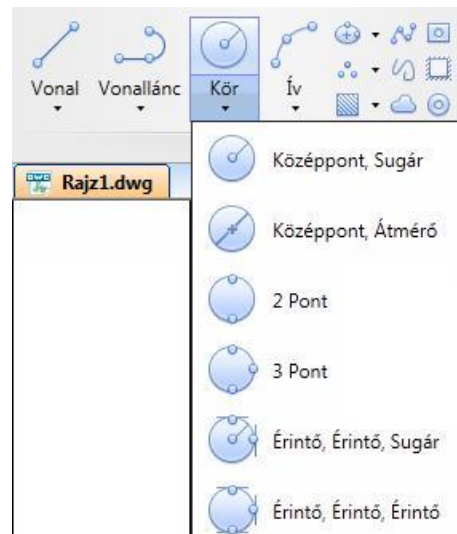 Vonal Vonallánc Kör Ív
Rajz1.dwg
Középpont, Sugár
Középpont, Átmérő
2 Pont
3 Pont
Érintő, Érintő, Sugár
Érintő, Érintő, Érintő